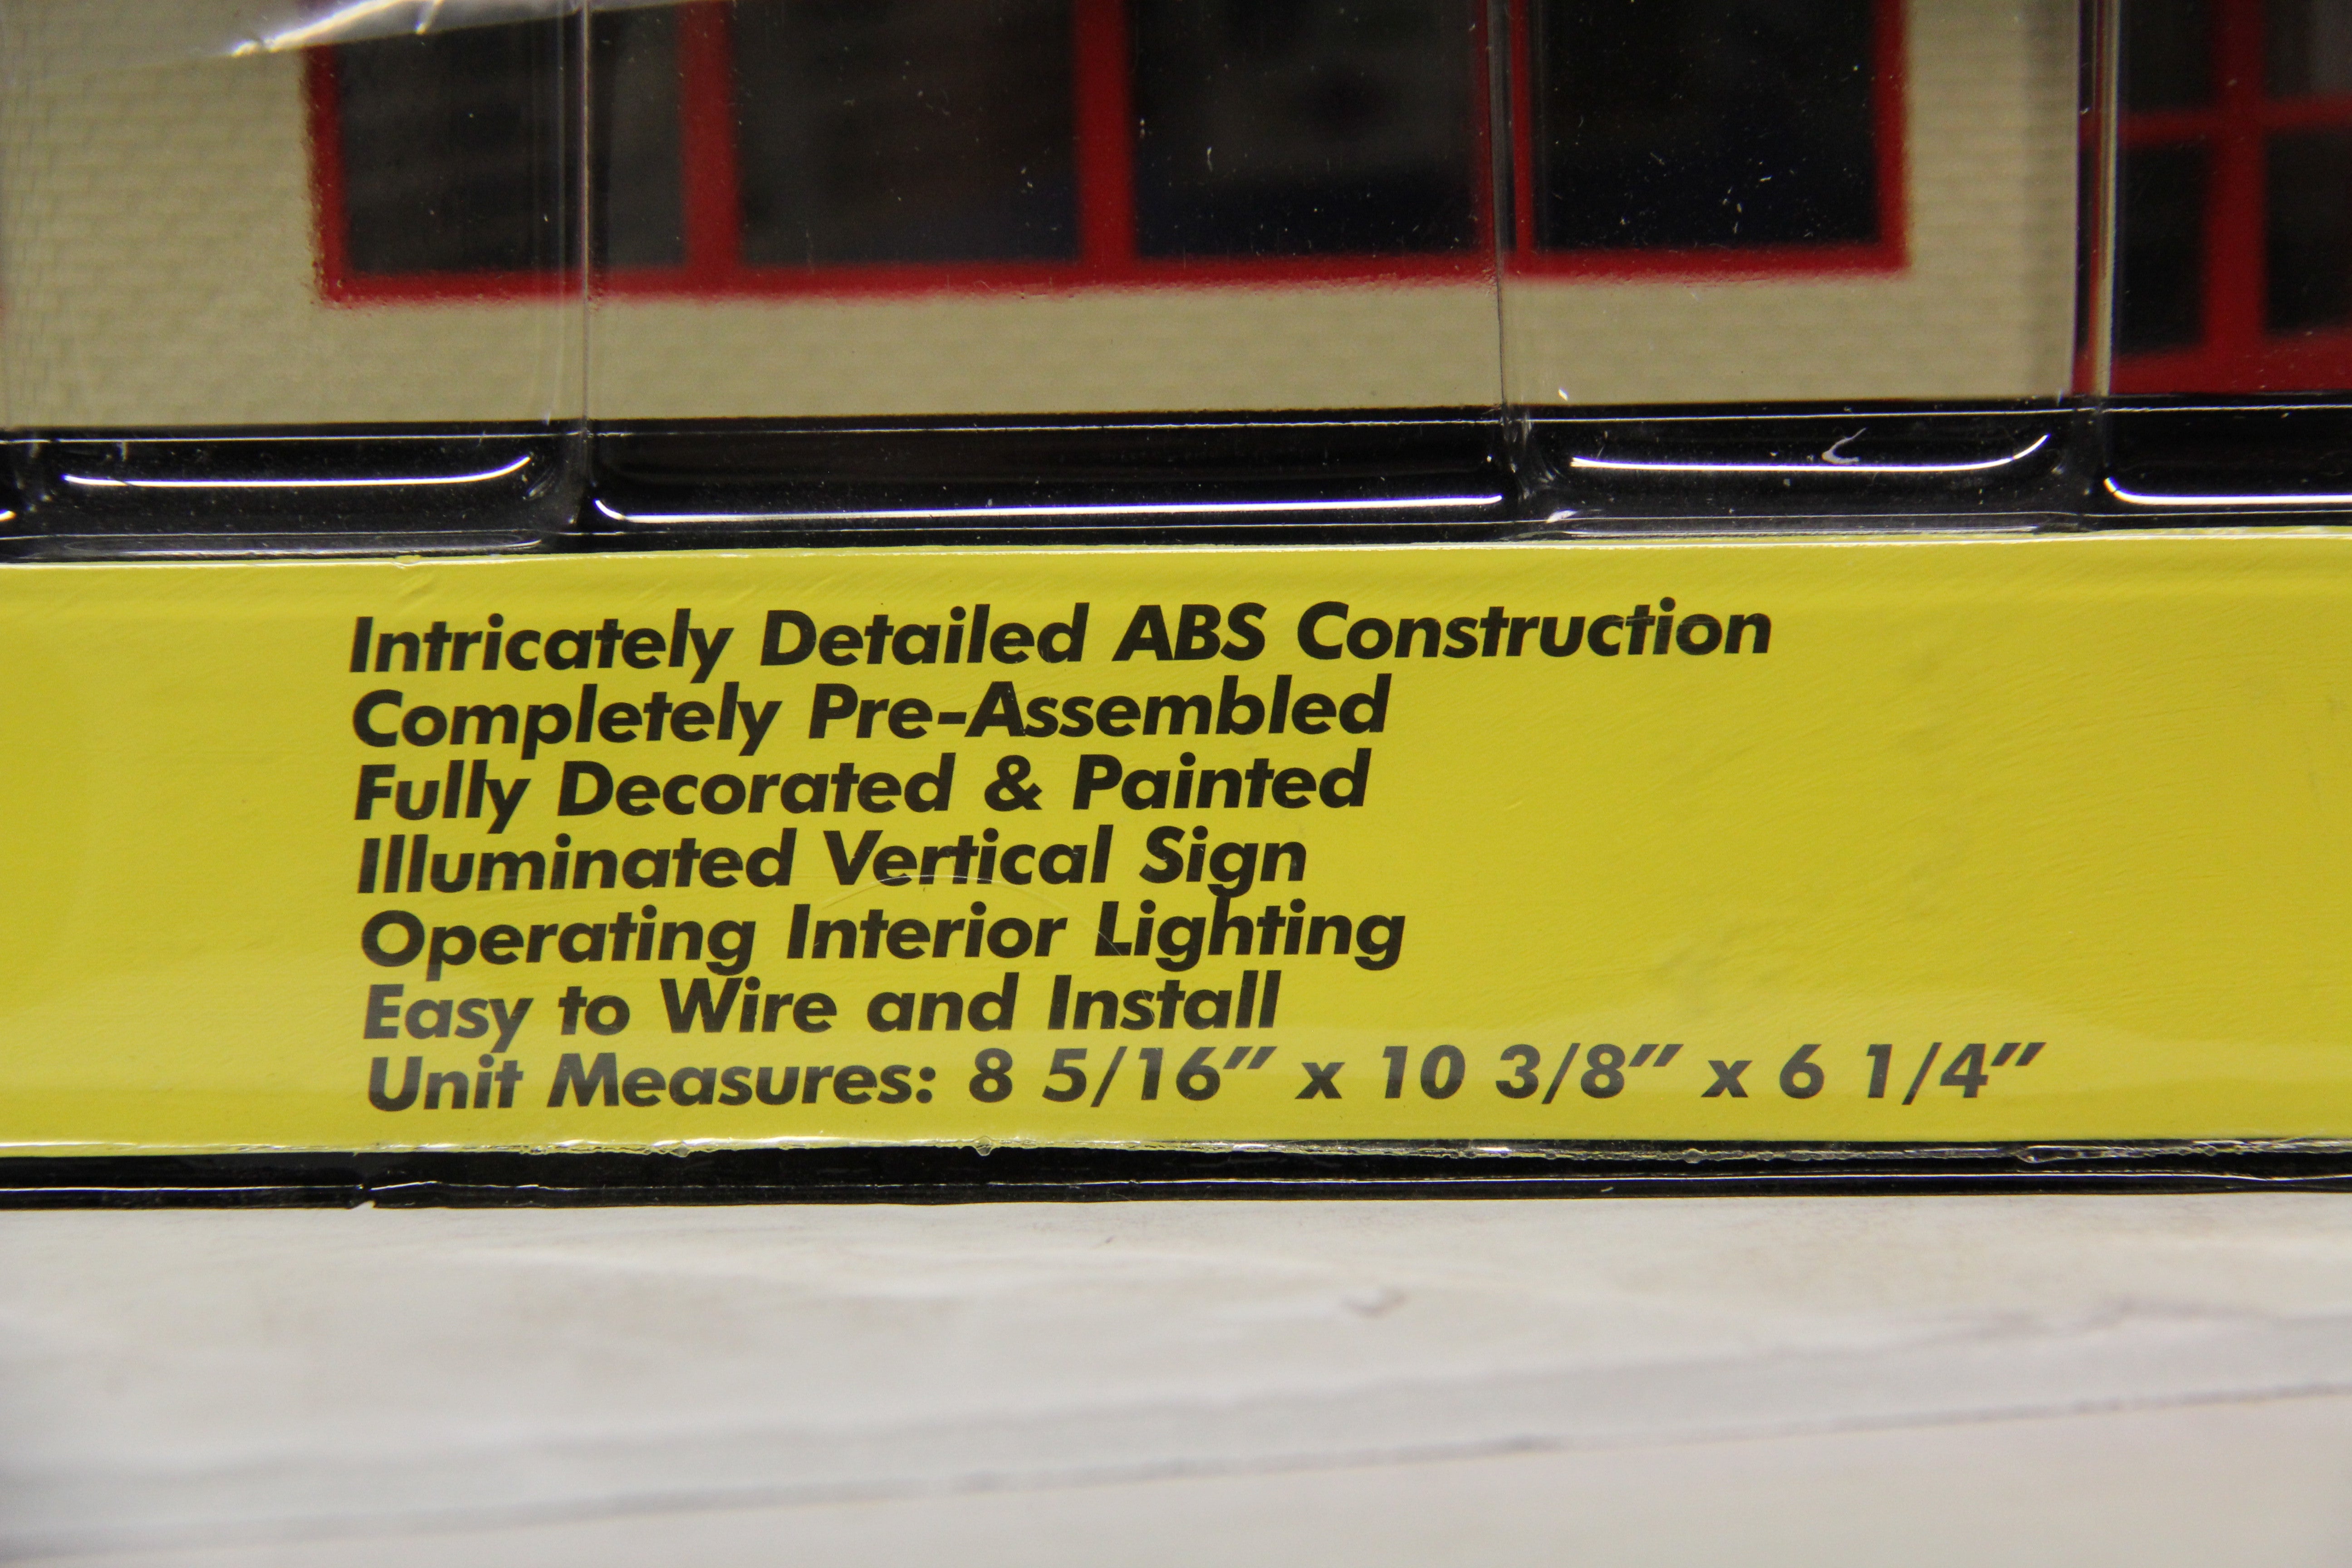 Intricately Detailed ABS Construction
Completely Pre-Assembled
Fully Decorated & Painted
Illuminated Vertical Sign
Operating Interior Lighting
Easy to Wire and Install
Unit Measures: 8 5/16" x 10 3/8" x 6 1/4"